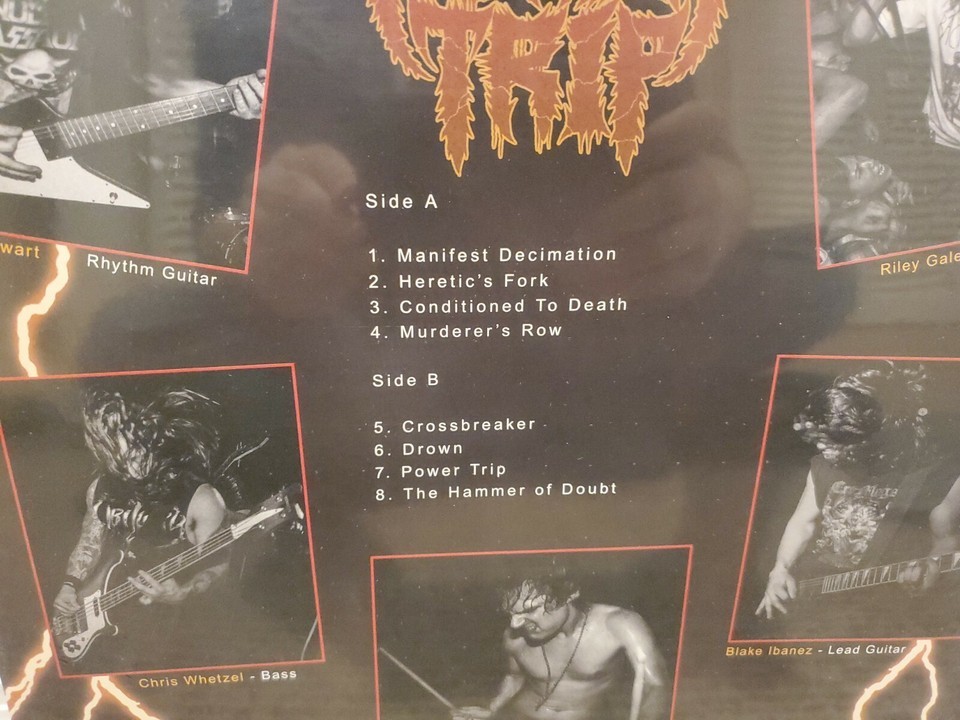 TRIP
Side A
1. Manifest Decimation
2. Heretic's Fork
3. Conditioned To Death
4. Murderer's Row
Side B
5. Crossbreaker
6. Drown
7. Power Trip
8. The Hammer of Doubt
wart
Rhythm Guitar
Riley Gale
Chris Whetzel - Bass
Blake Ibanez - Lead Guitar